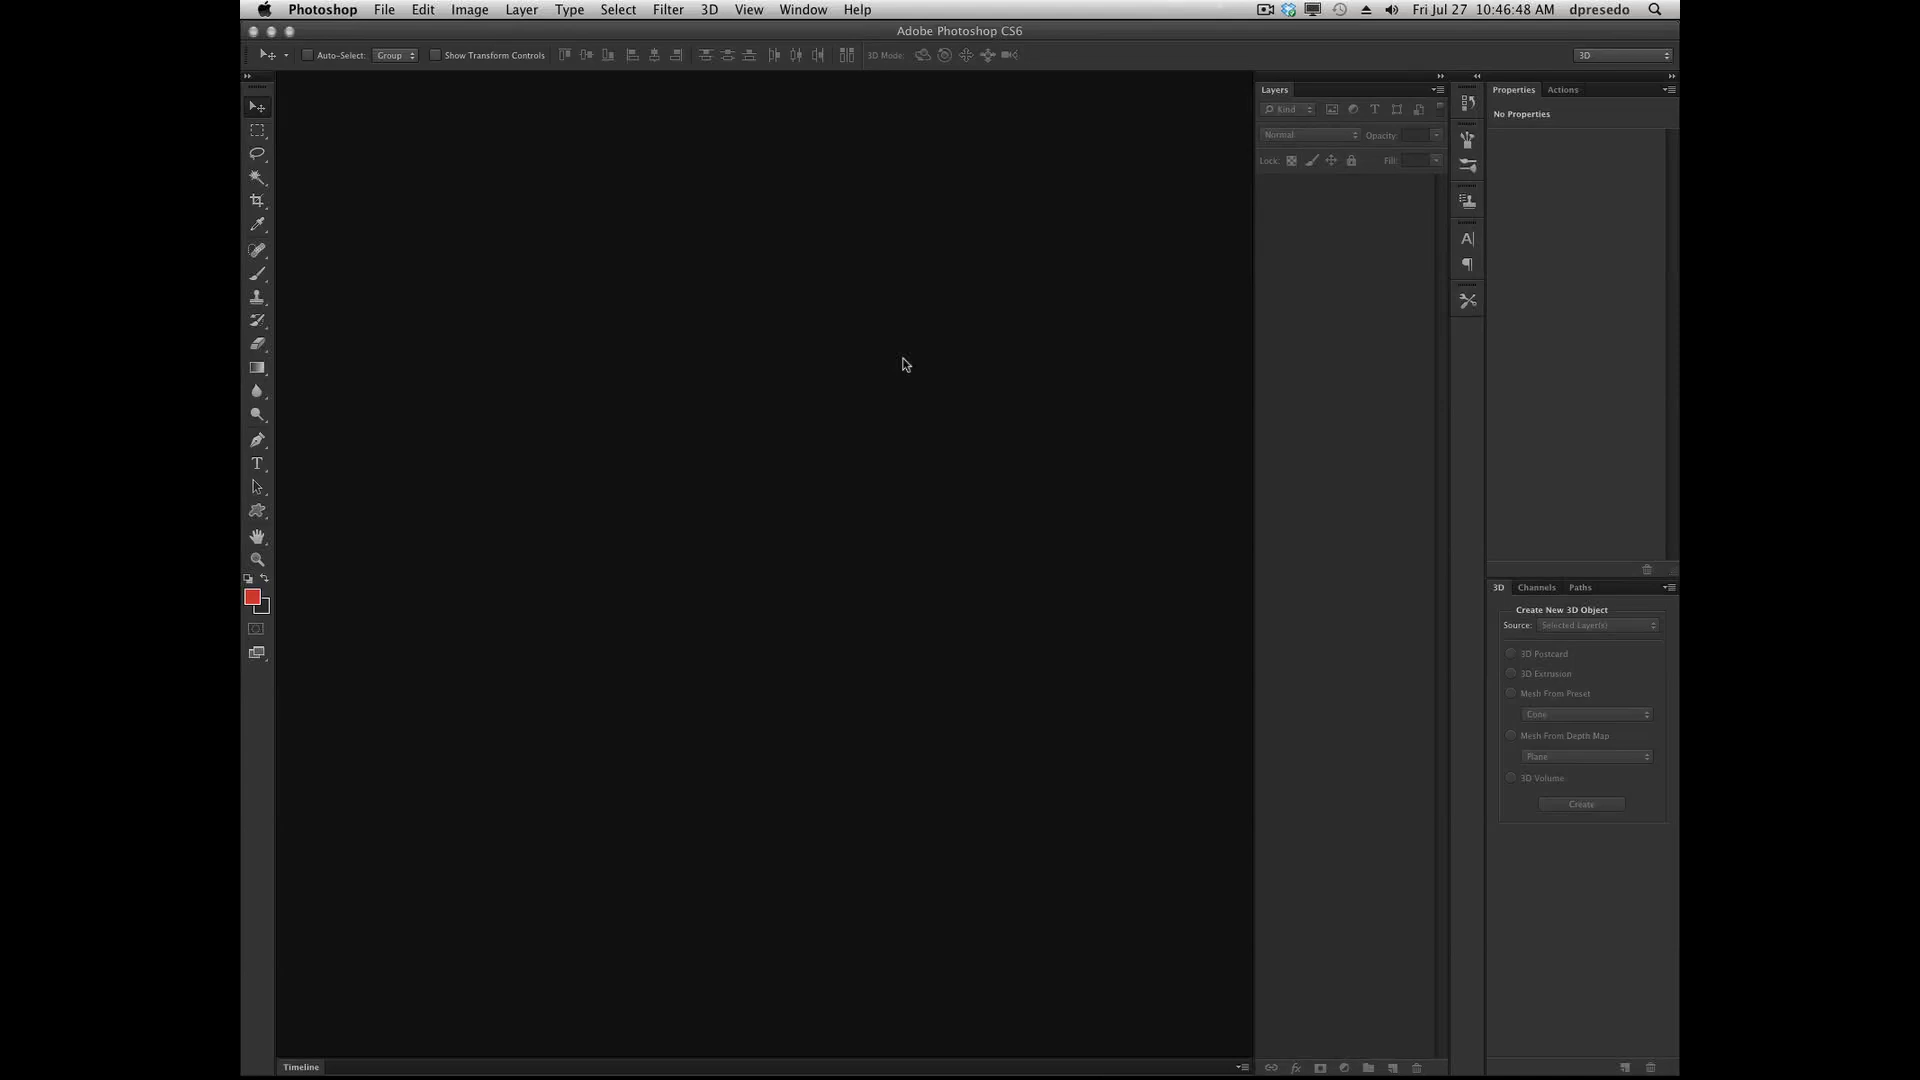 Photoshop File Edit Image Layer Type Select Filter 3D View Window Help Fri Jul 27 10:46:48 AM dpresedo
Adobe Photoshop CS6
Auto-Select: Group Show Transform Controls 3D Mode: 3D
Layers
Kind
Normal Opacity:
Lock: Fill:
Properties Actions
No Properties
3D Channels Paths
Create New 3D Object
Source: Selected Layer(s)
3D Postcard
3D Extrusion
Mesh From Preset
Cone
Mesh From Depth Map
Plane
3D Volume
Create
Timeline